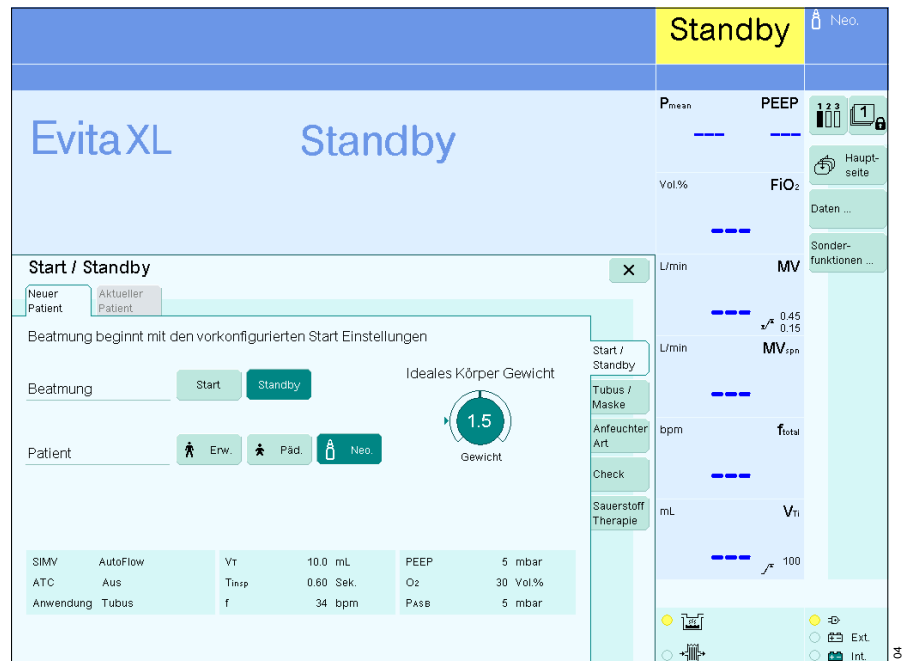 Standby
Neo.
Evita XL Standby
Pmean PEEP
--- ---
1 2 3
1
Haupt-
seite
Vol.% FiO2
---
Daten ...
Sonder-
funktionen ...
Start / Standby
×
L/min MV
--- 0.45
0.15
Neuer
Patient
Aktueller
Patient
Beatmung beginnt mit den vorkonfigurierten Start Einstellungen
Beatmung Start Standby
Ideales Körper Gewicht
1.5
Gewicht
Patient Erw. Päd. Neo.
Start /
Standby
Tubus /
Maske
Anfeuchter
Art
Check
Sauerstoff
Therapie
L/min MVspn
---
bpm ftotal
---
mL VTi
--- 100
SIMV AutoFlow VT 10.0 mL PEEP 5 mbar
ATC Aus Tinsp 0.60 Sek. O2 30 Vol.%
Anwendung Tubus f 34 bpm PASB 5 mbar
Ext.
Int.
04